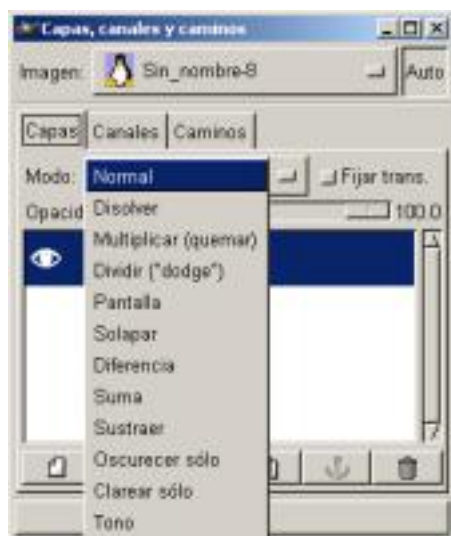 Capas, canales y caminos
Imagen: Sin_nombre-8 Auto
Capas Canales Caminos
Modo: Normal Fijar trans.
Opacid 100.0
Disolver
Multiplicar (quemar)
Dividir ("dodge")
Pantalla
Solapar
Diferencia
Suma
Sustraer
Oscurecer sólo
Clarear sólo
Tono